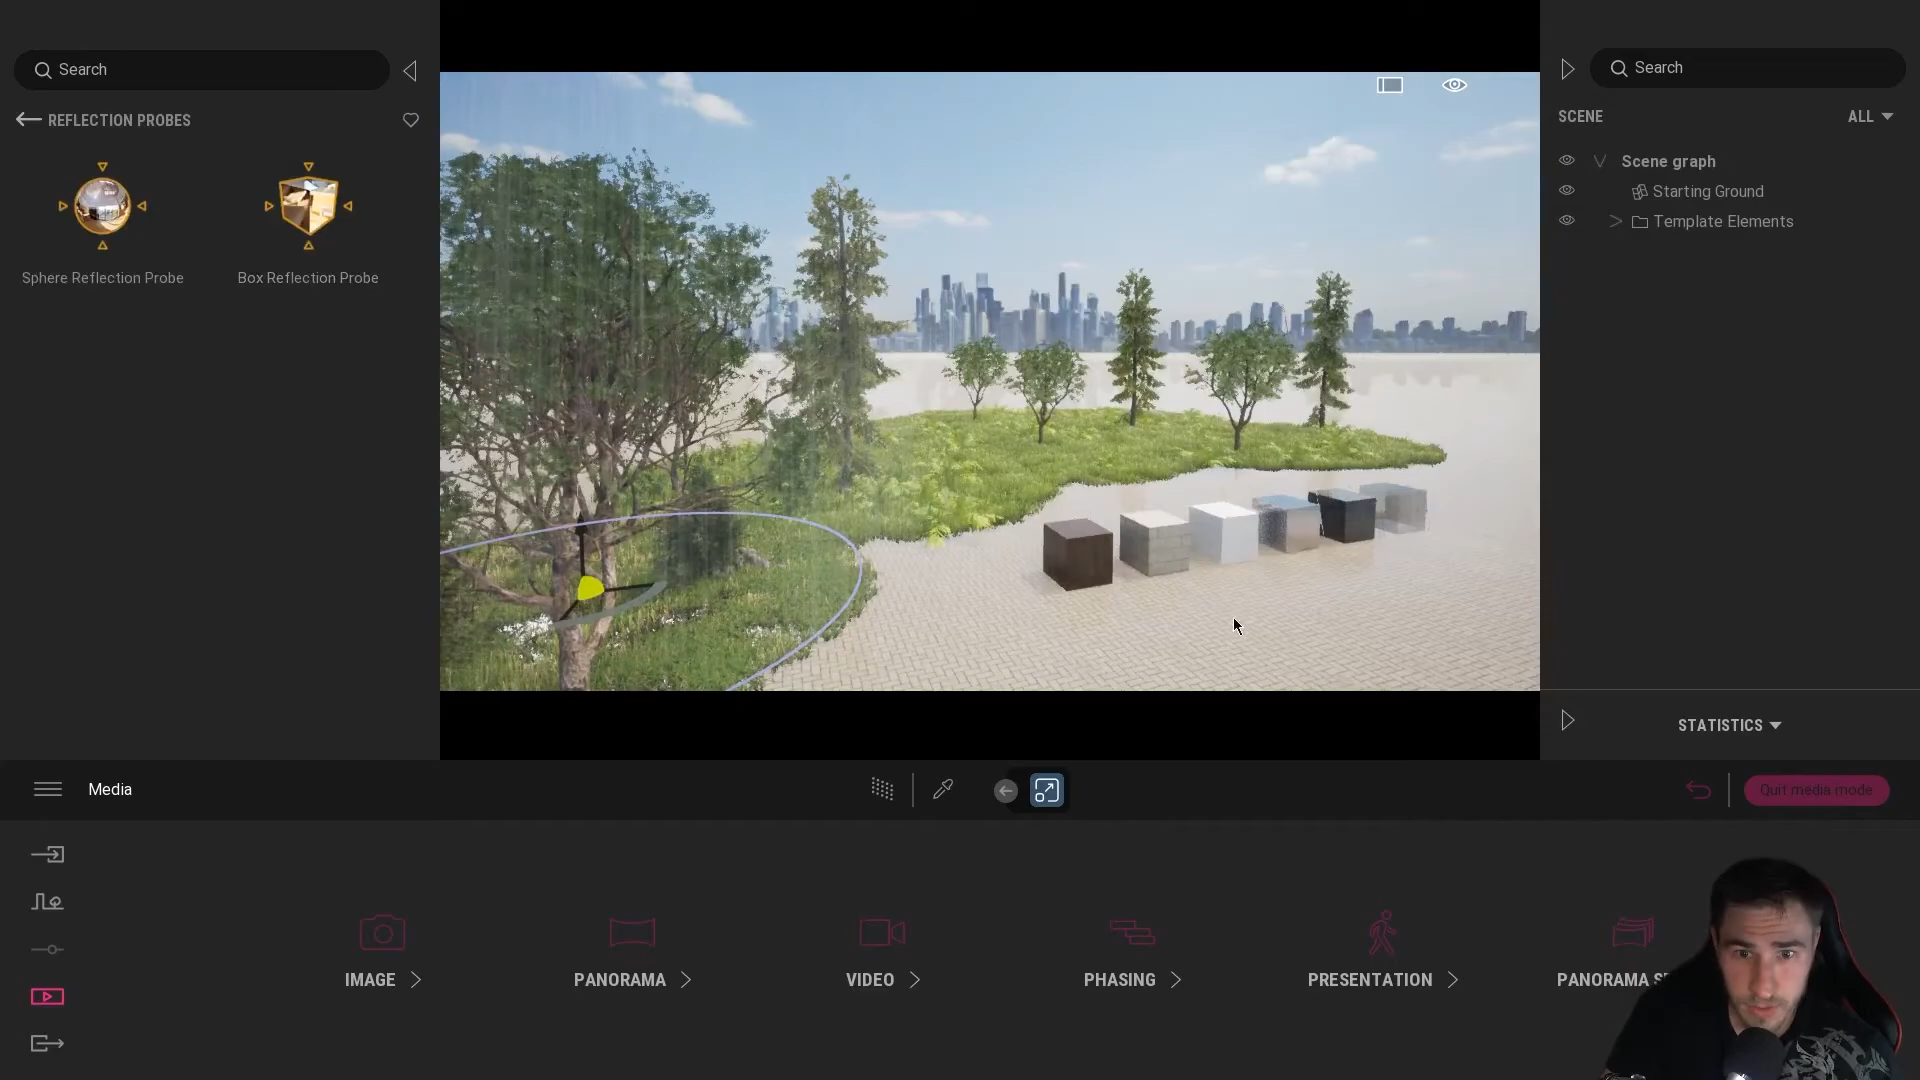 Search
REFLECTION PROBES
Sphere Reflection Probe
Box Reflection Probe
Search
SCENE
ALL
Scene graph
Starting Ground
Template Elements
STATISTICS
Media
Quit media mode
IMAGE
PANORAMA
VIDEO
PHASING
PRESENTATION
PANORAMA